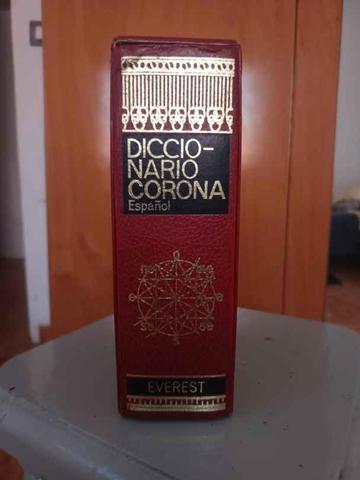 DICCIO-
NARIO
CORONA
Español
EVEREST